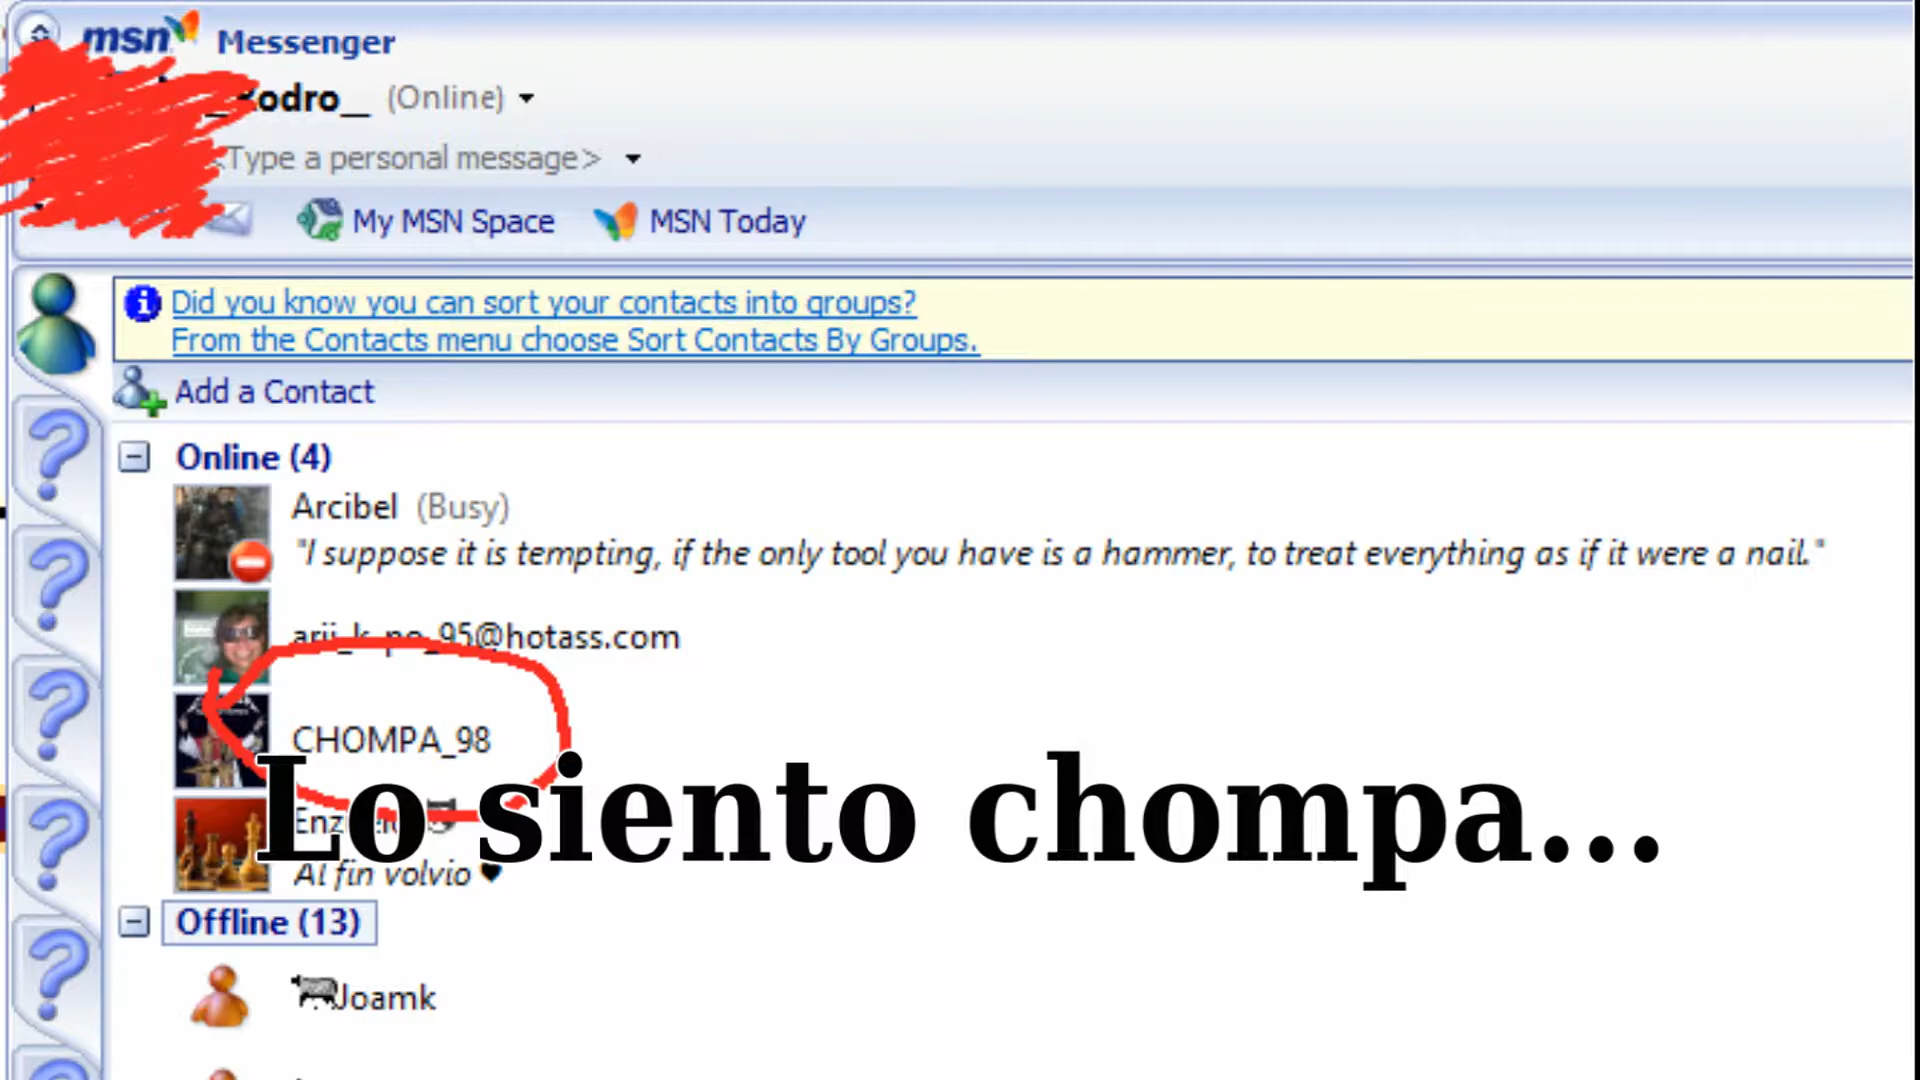 msn Messenger
_Rodro__ (Online)
<Type a personal message>
My MSN Space MSN Today
Did you know you can sort your contacts into groups?
From the Contacts menu choose Sort Contacts By Groups.
Add a Contact
Online (4)
Arcibel (Busy)
"I suppose it is tempting, if the only tool you have is a hammer, to treat everything as if it were a nail."
arii_k_po_95@hotass.com
CHOMPA_98
Lo siento chompa...
Al fin volvio ♥
Offline (13)
Joamk